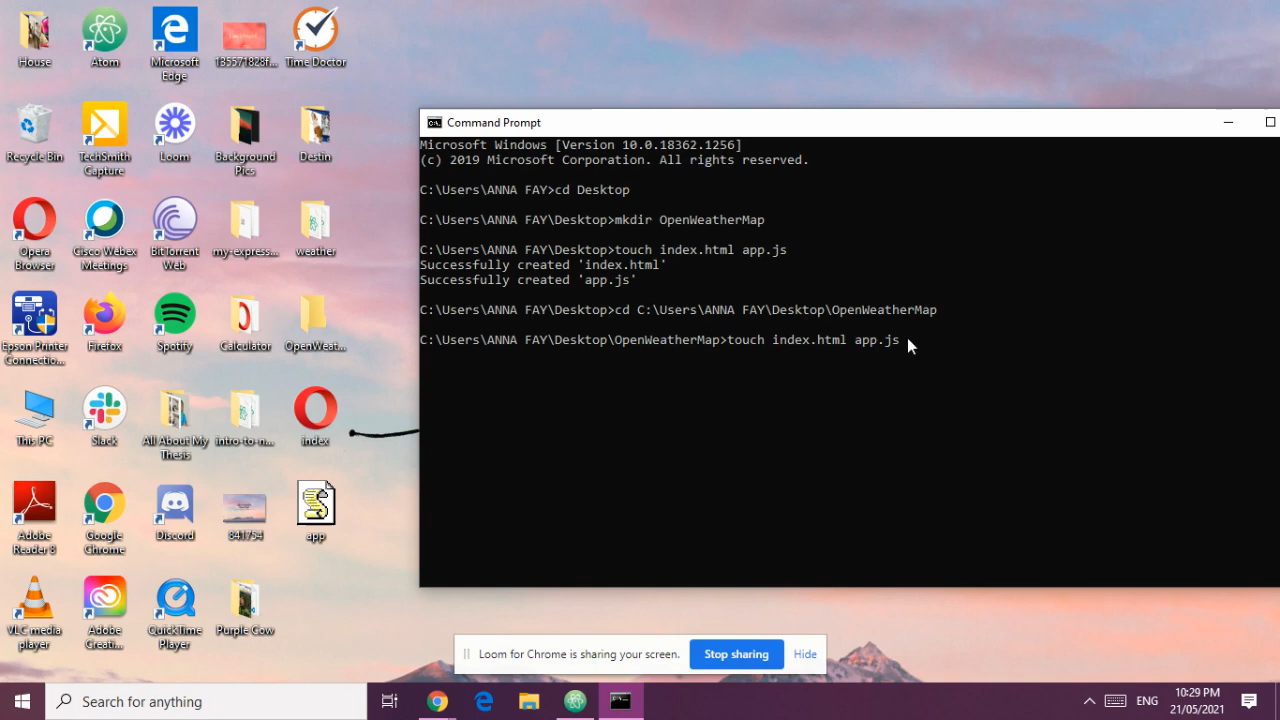 House
Atom
Microsoft
Edge
135571828f...
Time Doctor
Recycle Bin
TechSmith
Capture
Loom
Background
Pics
Destin
Opera
Browser
Cisco Webex
Meetings
BitTorrent
Web
my-express...
weather
Epson Printer
Connectio...
Firefox
Spotify
Calculator
OpenWeat...
This PC
Slack
All About My
Thesis
intro-to-n...
index
Adobe
Reader 8
Google
Chrome
Discord
841754
app
VLC media
player
Adobe
Creati...
QuickTime
Player
Purple Cow
Command Prompt
Microsoft Windows [Version 10.0.18362.1256]
(c) 2019 Microsoft Corporation. All rights reserved.
C:\Users\ANNA FAY>cd Desktop
C:\Users\ANNA FAY\Desktop>mkdir OpenWeatherMap
C:\Users\ANNA FAY\Desktop>touch index.html app.js
Successfully created 'index.html'
Successfully created 'app.js'
C:\Users\ANNA FAY\Desktop>cd C:\Users\ANNA FAY\Desktop\OpenWeatherMap
C:\Users\ANNA FAY\Desktop\OpenWeatherMap>touch index.html app.js
Loom for Chrome is sharing your screen.
Stop sharing
Hide
Search for anything
ENG
10:29 PM
21/05/2021